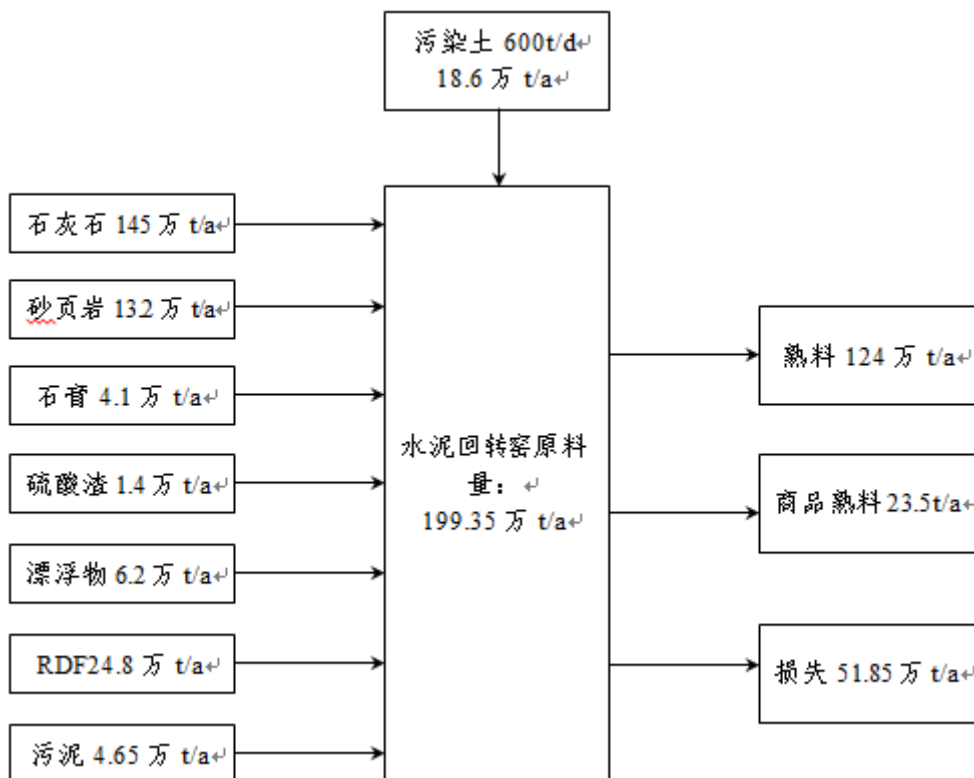 污染土 600t/d
18.6 万 t/a
石灰石 145 万 t/a
砂页岩 13.2 万 t/a
石膏 4.1 万 t/a
硫酸渣 1.4 万 t/a
漂浮物 6.2 万 t/a
RDF24.8 万 t/a
污泥 4.65 万 t/a
水泥回转窑原料
量：
199.35 万 t/a
熟料 124 万 t/a
商品熟料 23.5t/a
损失 51.85 万 t/a